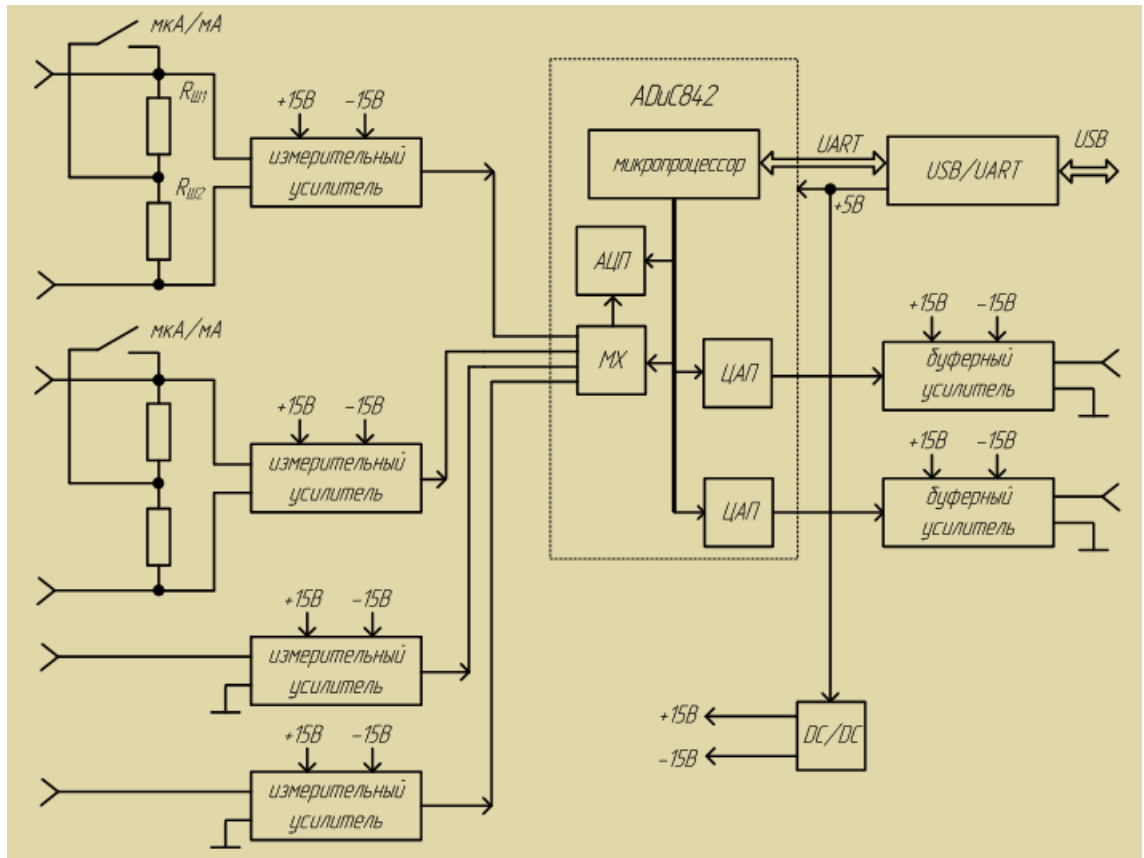 мкА/мА
Rш1
+15В
-15В
измерительный
усилитель
Rш2
ADuC842
микропроцессор
UART
USB/UART
USB
+5В
АЦП
МХ
ЦАП
+15В
-15В
буферный
усилитель
мкА/мА
+15В
-15В
измерительный
усилитель
ЦАП
+15В
-15В
буферный
усилитель
+15В
-15В
измерительный
усилитель
+15В
-15В
измерительный
усилитель
+15В
-15В
DC/DC